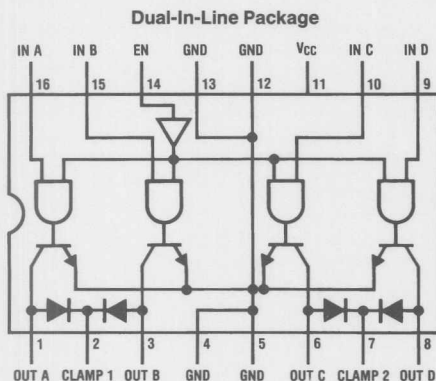 Dual-In-Line Package
IN A IN B EN GND GND VCC IN C IN D
16 15 14 13 12 11 10 9
1 2 3 4 5 6 7 8
OUT A CLAMP 1 OUT B GND GND OUT C CLAMP 2 OUT D